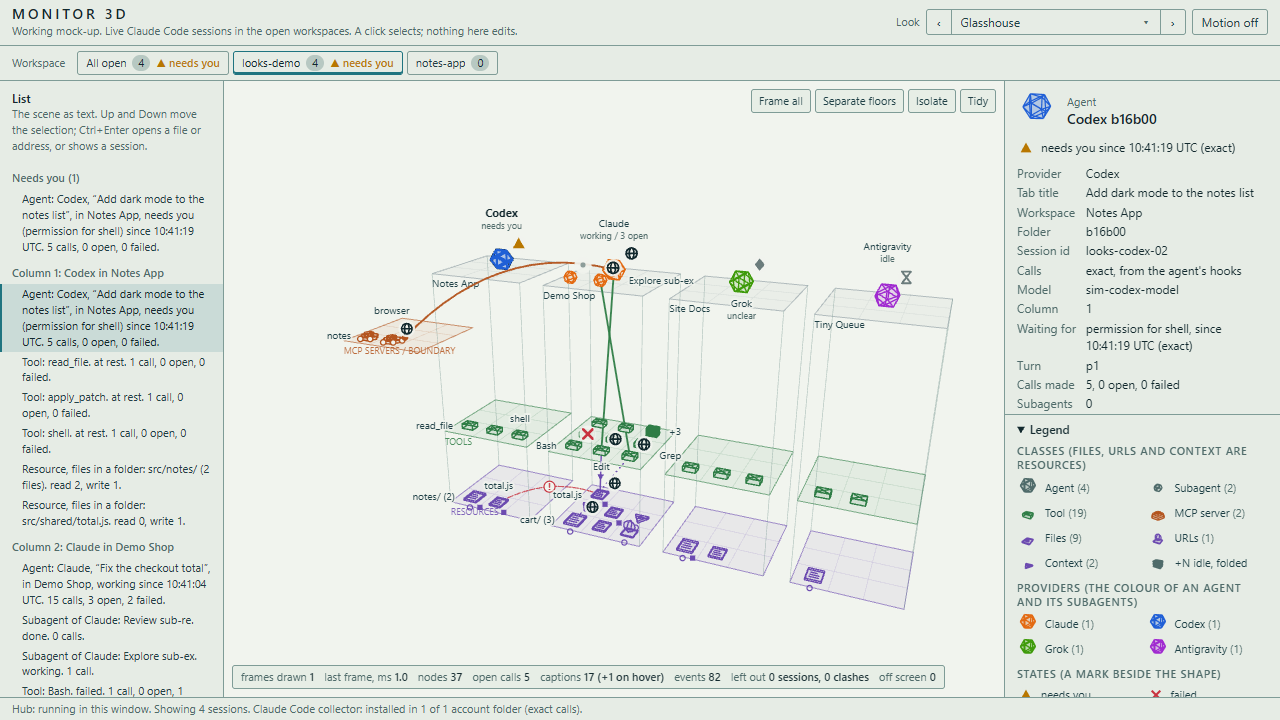 MONITOR 3D
Working mock-up. Live Claude Code sessions in the open workspaces. A click selects; nothing here edits.
Look
Glasshouse
Motion off
Workspace
All open 4 needs you
looks-demo 4 needs you
notes-app 0
List
The scene as text. Up and Down move
the selection; Ctrl+Enter opens a file or
address, or shows a session.
Needs you (1)
Agent: Codex, "Add dark mode to the
notes list", in Notes App, needs you
(permission for shell) since 10:41:19
UTC. 5 calls, 0 open, 0 failed.
Column 1: Codex in Notes App
Agent: Codex, "Add dark mode to the
notes list", in Notes App, needs you
(permission for shell) since 10:41:19
UTC. 5 calls, 0 open, 0 failed.
Tool: read_file. at rest. 1 call, 0 open, 0
failed.
Tool: apply_patch. at rest. 1 call, 0
open, 0 failed.
Tool: shell. at rest. 1 call, 0 open, 0
failed.
Resource, files in a folder: src/notes/ (2
files). read 2, write 1.
Resource, files in a folder:
src/shared/total.js. read 0, write 1.
Column 2: Claude in Demo Shop
Agent: Claude, "Fix the checkout total",
in Demo Shop, working since 10:41:04
UTC. 15 calls, 3 open, 2 failed.
Subagent of Claude: Review sub-re.
done. 0 calls.
Subagent of Claude: Explore sub-ex.
working. 1 call.
Tool: Bash. failed. 1 call, 0 open, 1
Frame all
Separate floors
Isolate
Tidy
Codex
needs you
Claude
working / 3 open
Antigravity
idle
Notes App
Explore sub-ex
Demo Shop
Site Docs
Grok
unclear
Tiny Queue
browser
notes
MCP SERVERS / BOUNDARY
read_file
shell
TOOLS
Bash
+3
Grep
Edit
total.js
total.js
notes/ (2)
RESOURCES
cart/ (3)
frames drawn 1 last frame, ms 1.0 nodes 37 open calls 5 captions 17 (+1 on hover) events 82 left out 0 sessions, 0 clashes off screen 0
Agent
Codex b16b00
needs you since 10:41:19 UTC (exact)
Provider Codex
Tab title Add dark mode to the notes list
Workspace Notes App
Folder b16b00
Session id looks-codex-02
Calls exact, from the agent's hooks
Model sim-codex-model
Column 1
Waiting for permission for shell, since
10:41:19 UTC (exact)
Turn p1
Calls made 5, 0 open, 0 failed
Subagents 0
Legend
CLASSES (FILES, URLS AND CONTEXT ARE
RESOURCES)
Agent (4) Subagent (2)
Tool (19) MCP server (2)
Files (9) URLs (1)
Context (2) +N idle, folded
PROVIDERS (THE COLOUR OF AN AGENT
AND ITS SUBAGENTS)
Claude (1) Codex (1)
Grok (1) Antigravity (1)
STATES (A MARK BESIDE THE SHAPE)
needs you failed
Hub: running in this window. Showing 4 sessions. Claude Code collector: installed in 1 of 1 account folder (exact calls).